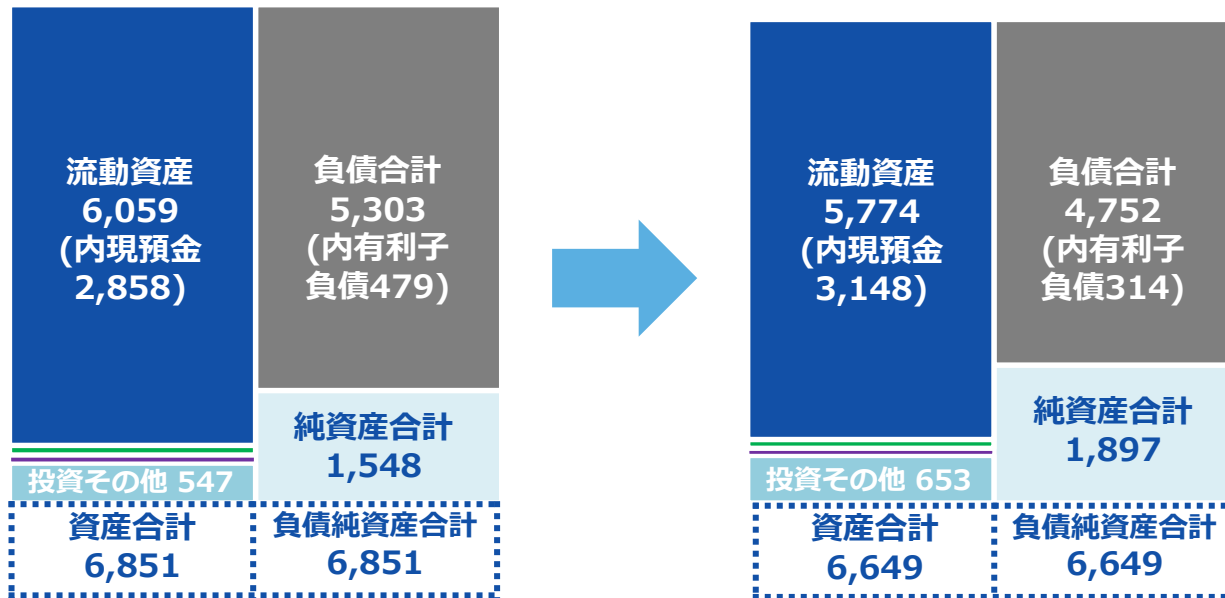 流動資産
6,059
(内現預金
2,858)
負債合計
5,303
(内有利子
負債479)
純資産合計
1,548
投資その他 547
資産合計
6,851
負債純資産合計
6,851
流動資産
5,774
(内現預金
3,148)
負債合計
4,752
(内有利子
負債314)
純資産合計
1,897
投資その他 653
資産合計
6,649
負債純資産合計
6,649